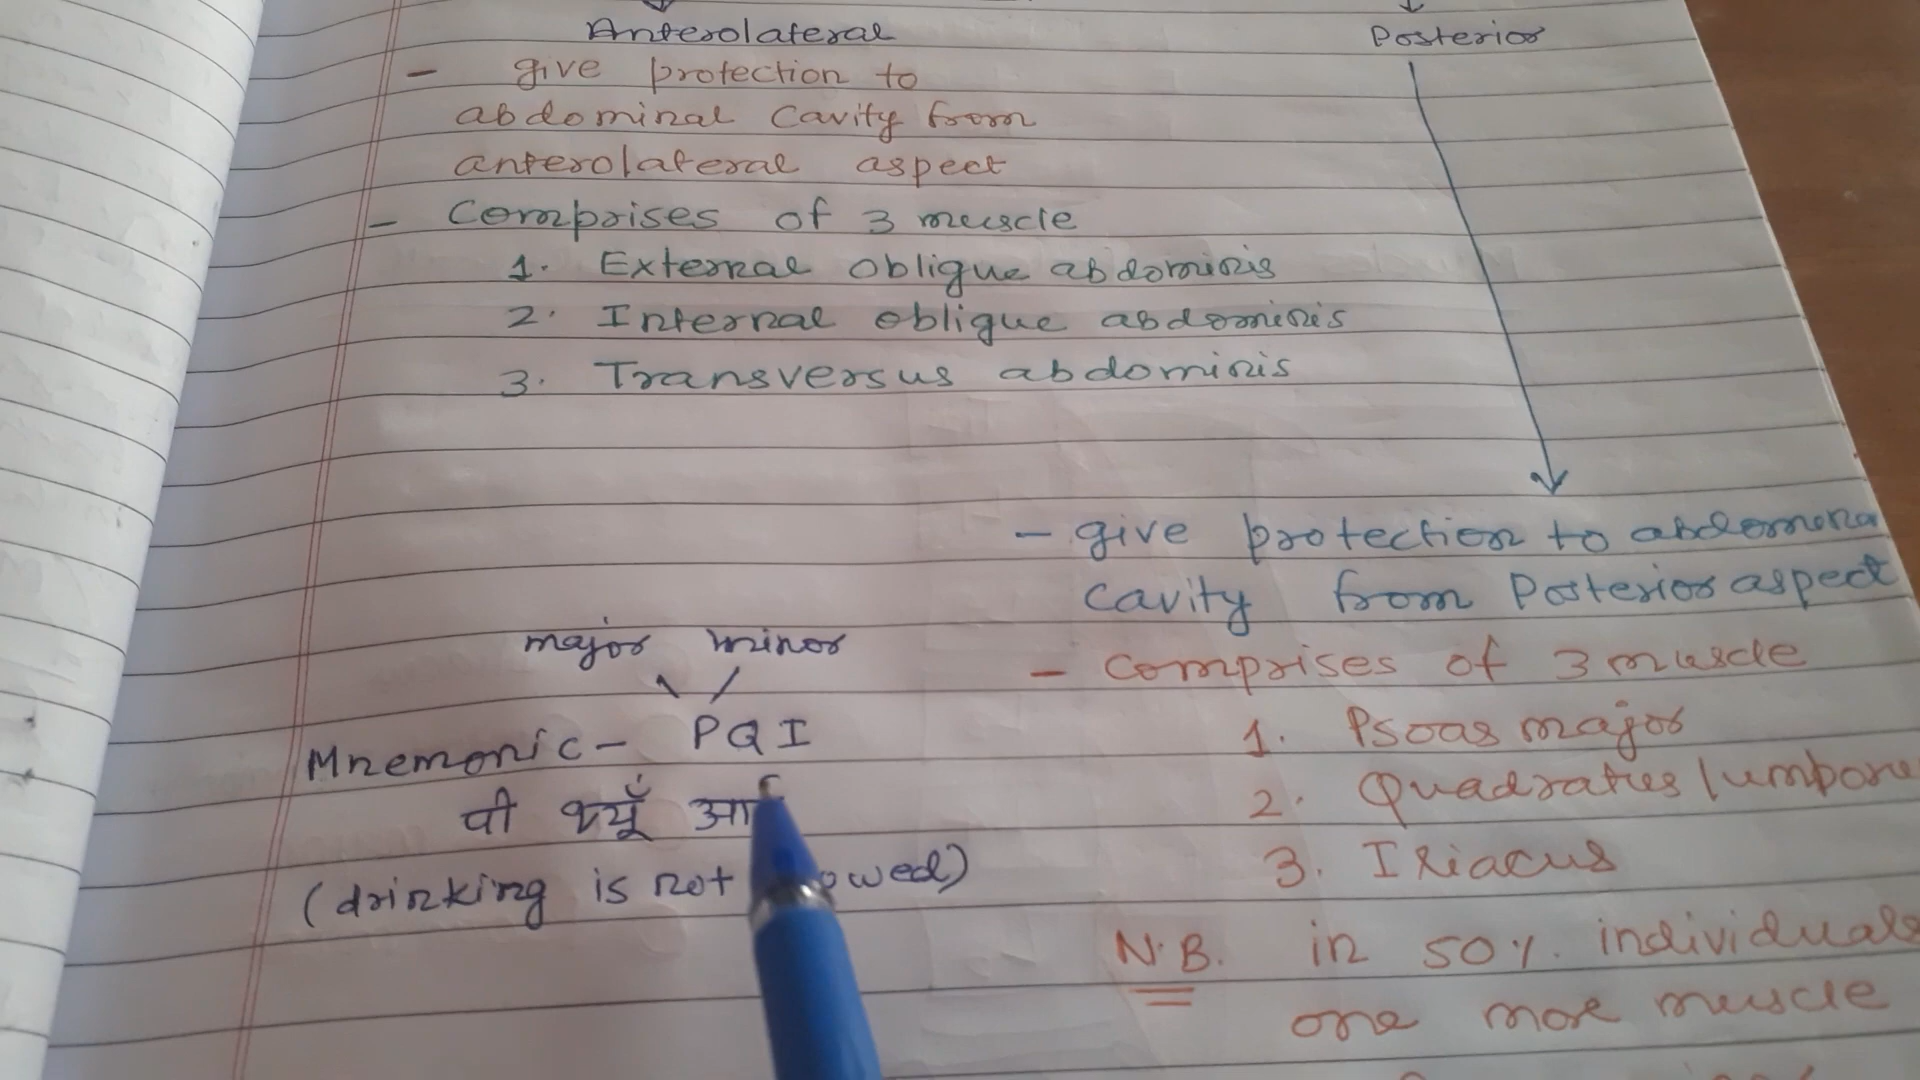 Anterolateral
- give protection to
abdominal cavity from
anterolateral aspect
- Comprises of 3 muscle
1. External oblique abdominis
2. Internal oblique abdominis
3. Transversus abdominis
Posterior
- give protection to abdomena
cavity from Posterior aspect
- comprises of 3 muscle
1. Psoas major
2. Quadratus lumbore
3. Iliacus
N.B. in 50%. individuals
one more muscle
major minor
Mnemonic- PQI
पी क्यूँ
(drinking is not